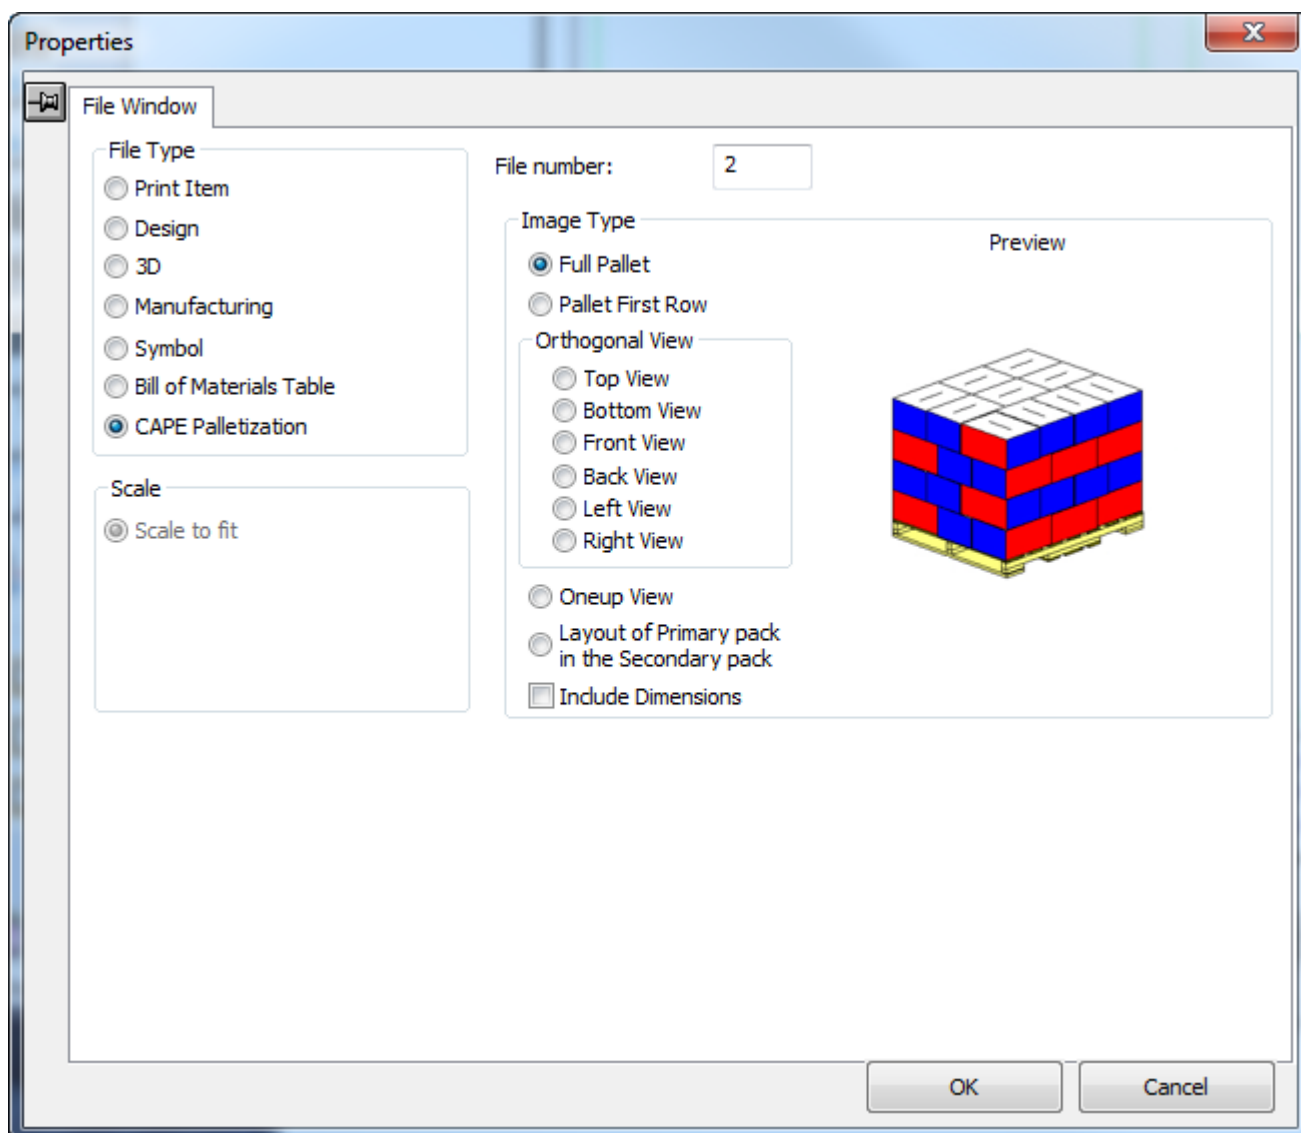 Properties
File Window
File Type
Print Item
Design
3D
Manufacturing
Symbol
Bill of Materials Table
CAPE Palletization
Scale
Scale to fit
File number: 2
Image Type
Preview
Full Pallet
Pallet First Row
Orthogonal View
Top View
Bottom View
Front View
Back View
Left View
Right View
Oneup View
Layout of Primary pack
in the Secondary pack
Include Dimensions
OK
Cancel